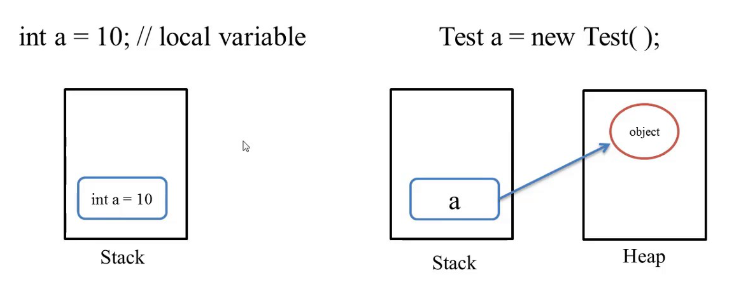 int a = 10; // local variable
Test a = new Test( );
int a = 10
Stack
a
object
Stack
Heap